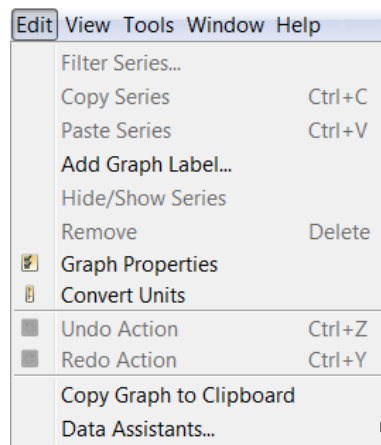 Edit View Tools Window Help
Filter Series...
Copy Series Ctrl+C
Paste Series Ctrl+V
Add Graph Label...
Hide/Show Series
Remove Delete
Graph Properties
Convert Units
Undo Action Ctrl+Z
Redo Action Ctrl+Y
Copy Graph to Clipboard
Data Assistants...